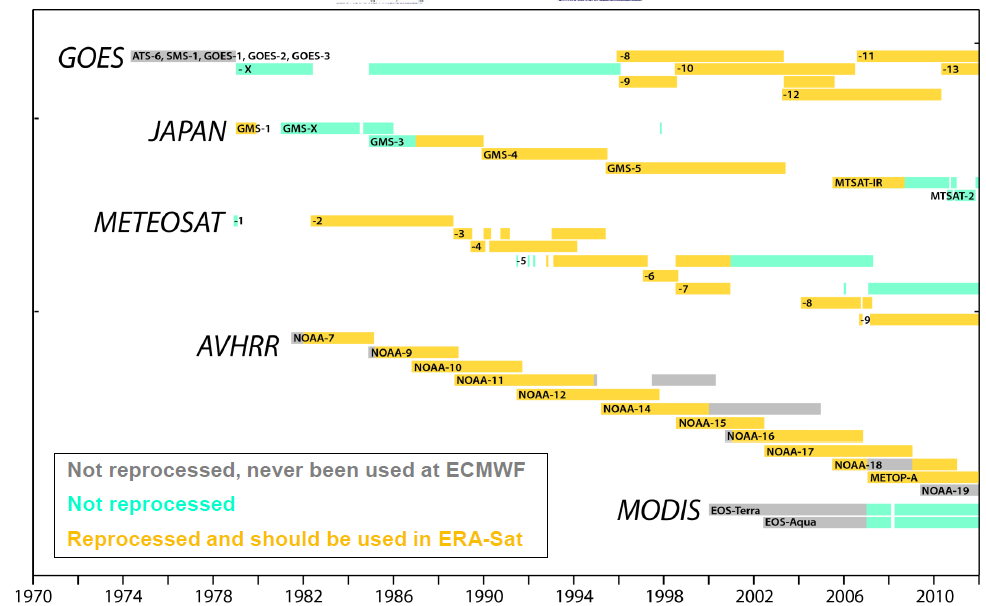 GOES
ATS-6, SMS-1, GOES-1, GOES-2, GOES-3
-8
-11
- X
-10
-13
-9
-12
JAPAN
GMS-1
GMS-X
GMS-3
GMS-4
GMS-5
MTSAT-IR
MTSAT-2
METEOSAT
-1
-2
-3
-4
-5
-6
-7
-8
-9
AVHRR
NOAA-7
NOAA-9
NOAA-10
NOAA-11
NOAA-12
NOAA-14
NOAA-15
NOAA-16
NOAA-17
NOAA-18
METOP-A
NOAA-19
MODIS
EOS-Terra
EOS-Aqua
Not reprocessed, never been used at ECMWF
Not reprocessed
Reprocessed and should be used in ERA-Sat
1970 1974 1978 1982 1986 1990 1994 1998 2002 2006 2010